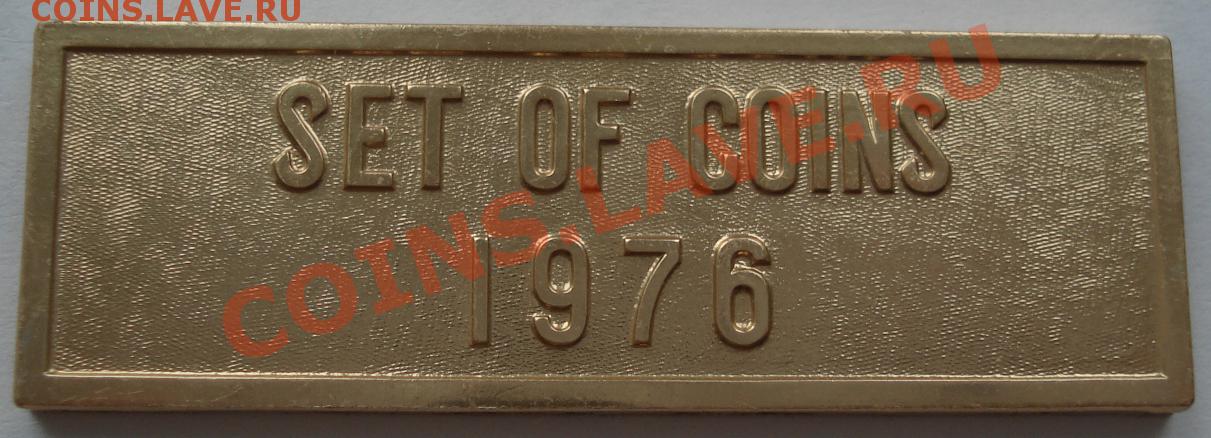 COINS.LAVE.RU
SET OF COINS
1976
COINS.LAVE.RU